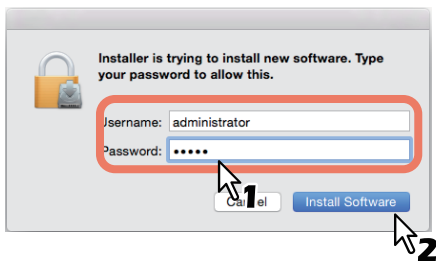 Installer is trying to install new software. Type
your password to allow this.
Username: administrator
Password: •••••
1
Cancel Install Software
2